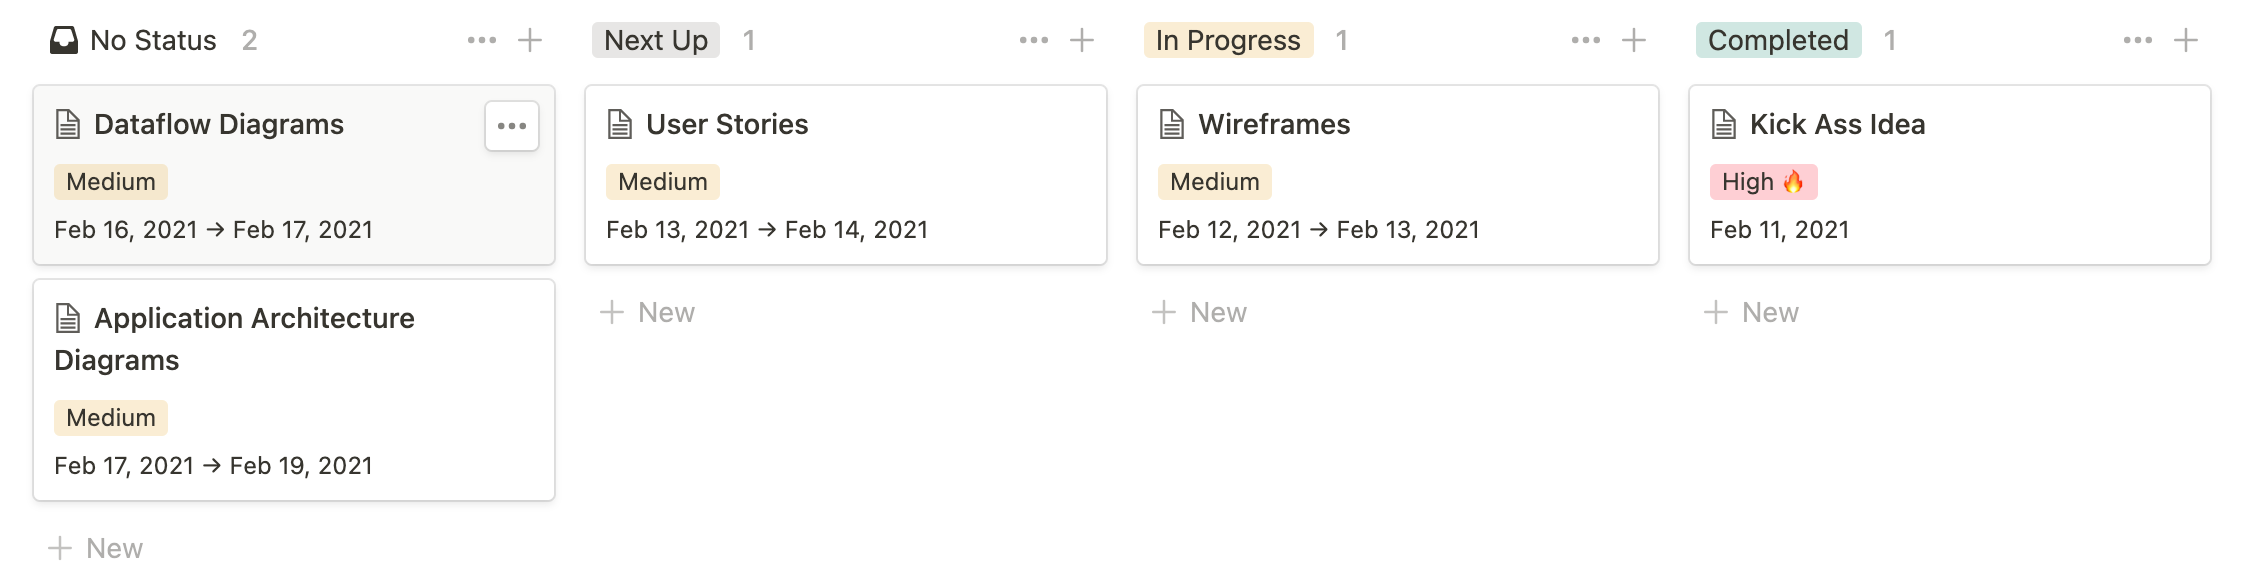 No Status 2
Dataflow Diagrams
Medium
Feb 16, 2021 → Feb 17, 2021
Application Architecture
Diagrams
Medium
Feb 17, 2021 → Feb 19, 2021
+ New
Next Up 1
User Stories
Medium
Feb 13, 2021 → Feb 14, 2021
+ New
In Progress 1
Wireframes
Medium
Feb 12, 2021 → Feb 13, 2021
+ New
Completed 1
Kick Ass Idea
High 🔥
Feb 11, 2021
+ New